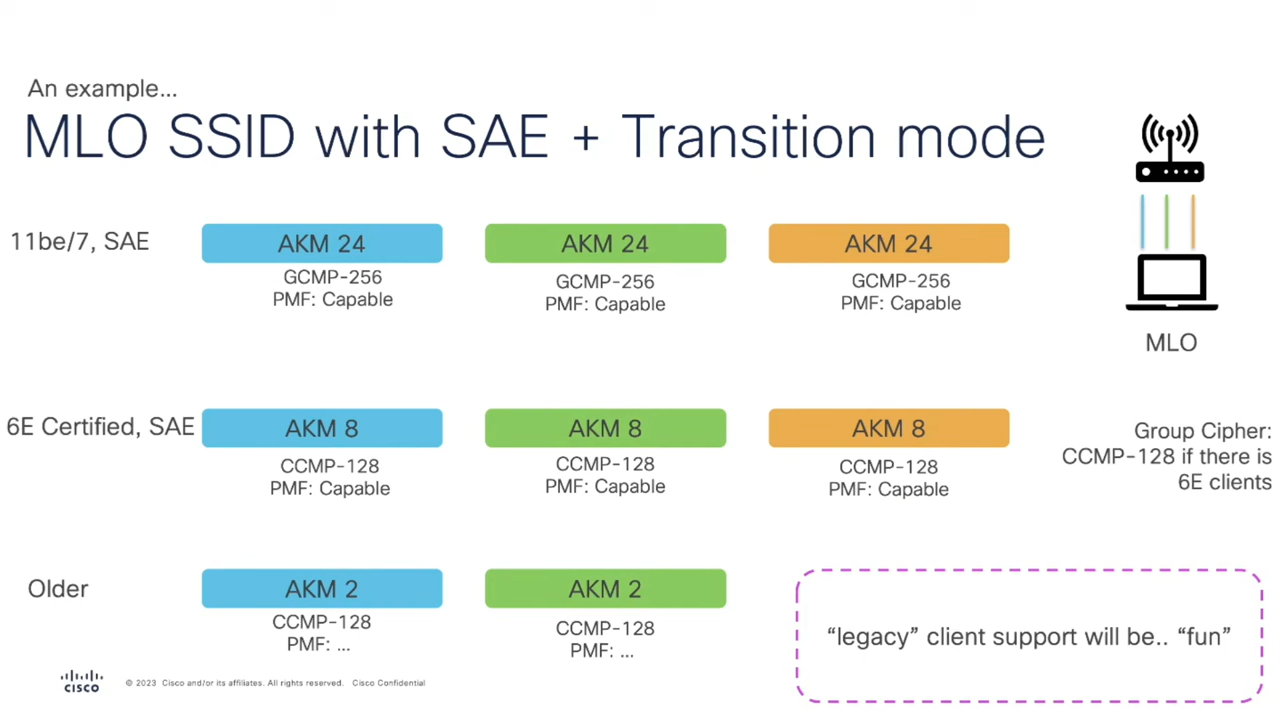 An example...
MLO SSID with SAE + Transition mode
11be/7, SAE
AKM 24
GCMP-256
PMF: Capable
AKM 24
GCMP-256
PMF: Capable
AKM 24
GCMP-256
PMF: Capable
MLO
6E Certified, SAE
AKM 8
CCMP-128
PMF: Capable
AKM 8
CCMP-128
PMF: Capable
AKM 8
CCMP-128
PMF: Capable
Group Cipher:
CCMP-128 if there is
6E clients
Older
AKM 2
CCMP-128
PMF: ...
AKM 2
CCMP-128
PMF: ...
“legacy” client support will be.. “fun”
CISCO
© 2023 Cisco and/or its affiliates. All rights reserved. Cisco Confidential